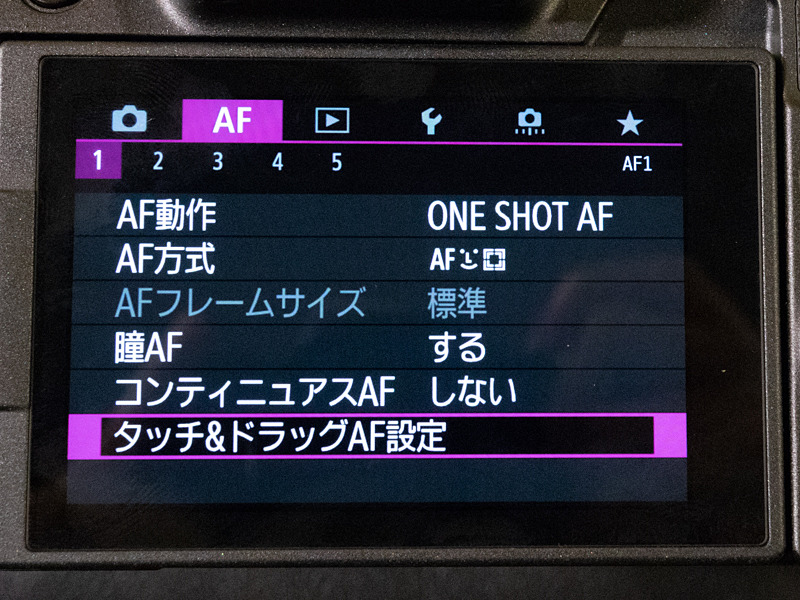 AF
1 2 3 4 5 AF1
AF動作 ONE SHOT AF
AF方式 AF
AFフレームサイズ 標準
瞳AF する
コンティニュアスAF しない
タッチ&ドラッグAF設定